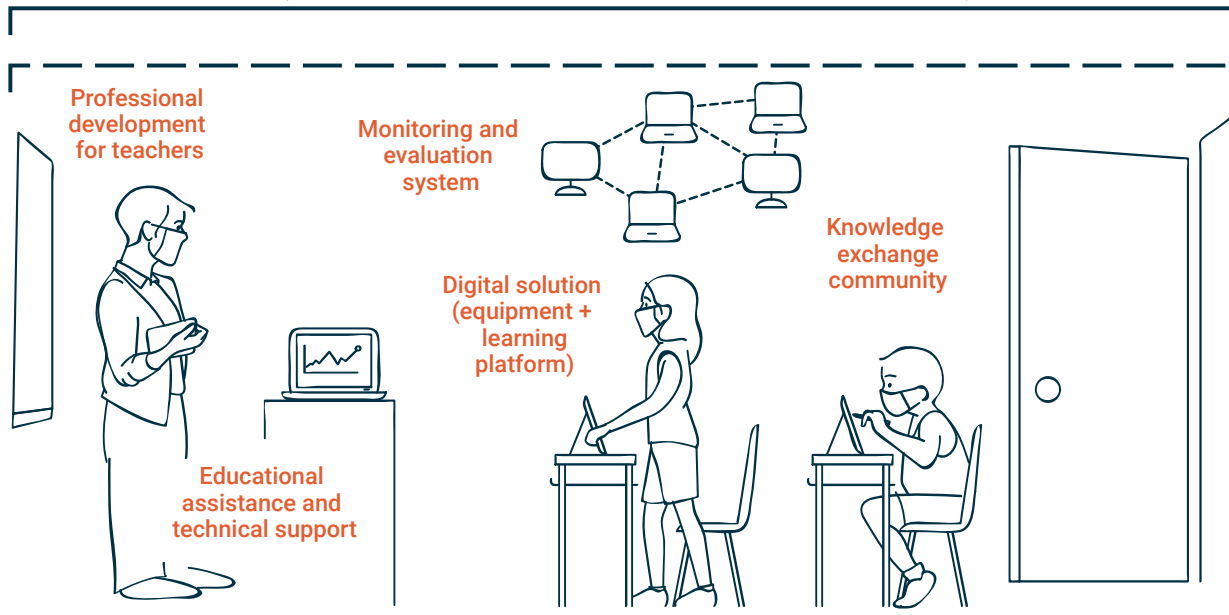 Professional
development
for teachers
Monitoring and
evaluation
system
Knowledge
exchange
community
Digital solution
(equipment +
learning
platform)
Educational
assistance and
technical support